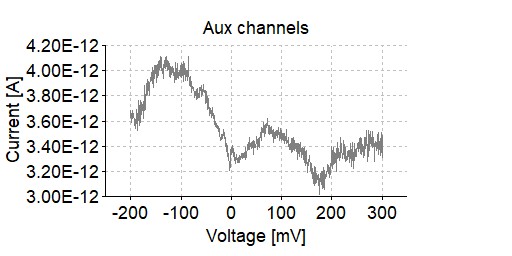 Aux channels
4.20E-12
4.00E-12
3.80E-12
3.60E-12
3.40E-12
3.20E-12
3.00E-12
Current [A]
-200 -100 0 100 200 300
Voltage [mV]